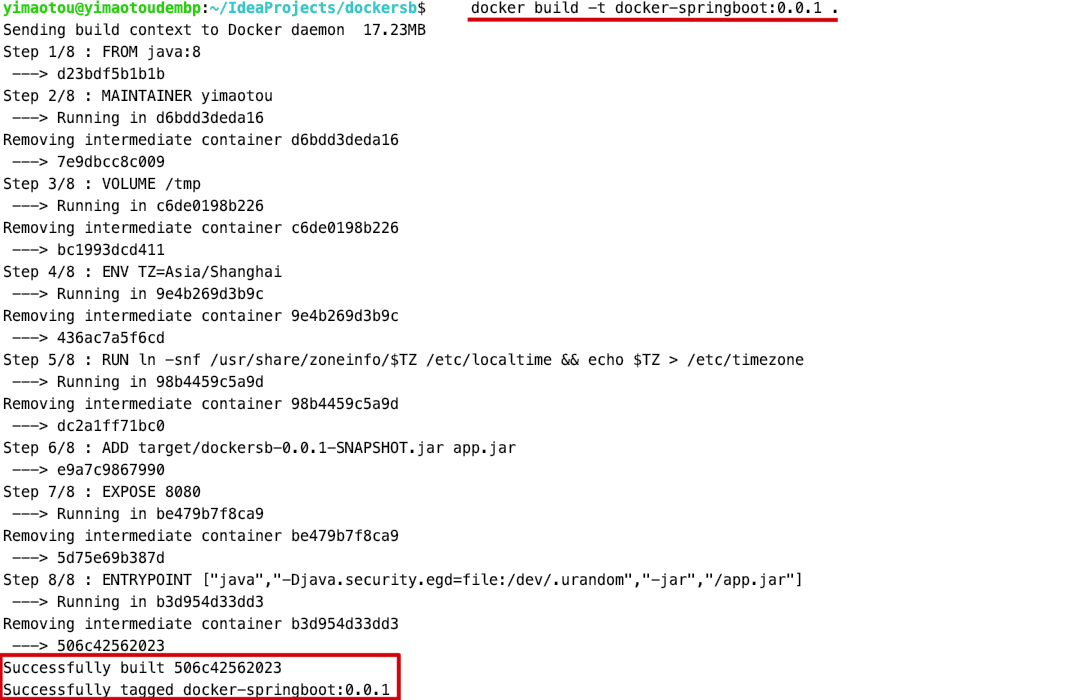 yimaotou@yimaotoudembp:~/IdeaProjects/dockersb$ docker build -t docker-springboot:0.0.1 .
Sending build context to Docker daemon  17.23MB
Step 1/8 : FROM java:8
 ---> d23bdf5b1b1b
Step 2/8 : MAINTAINER yimaotou
 ---> Running in d6bdd3deda16
Removing intermediate container d6bdd3deda16
 ---> 7e9dbcc8c009
Step 3/8 : VOLUME /tmp
 ---> Running in c6de0198b226
Removing intermediate container c6de0198b226
 ---> bc1993dcd411
Step 4/8 : ENV TZ=Asia/Shanghai
 ---> Running in 9e4b269d3b9c
Removing intermediate container 9e4b269d3b9c
 ---> 436ac7a5f6cd
Step 5/8 : RUN ln -snf /usr/share/zoneinfo/$TZ /etc/localtime && echo $TZ > /etc/timezone
 ---> Running in 98b4459c5a9d
Removing intermediate container 98b4459c5a9d
 ---> dc2a1ff71bc0
Step 6/8 : ADD target/dockersb-0.0.1-SNAPSHOT.jar app.jar
 ---> e9a7c9867990
Step 7/8 : EXPOSE 8080
 ---> Running in be479b7f8ca9
Removing intermediate container be479b7f8ca9
 ---> 5d75e69b387d
Step 8/8 : ENTRYPOINT ["java","-Djava.security.egd=file:/dev/.urandom","-jar","/app.jar"]
 ---> Running in b3d954d33dd3
Removing intermediate container b3d954d33dd3
 ---> 506c42562023
Successfully built 506c42562023
Successfully tagged docker-springboot:0.0.1